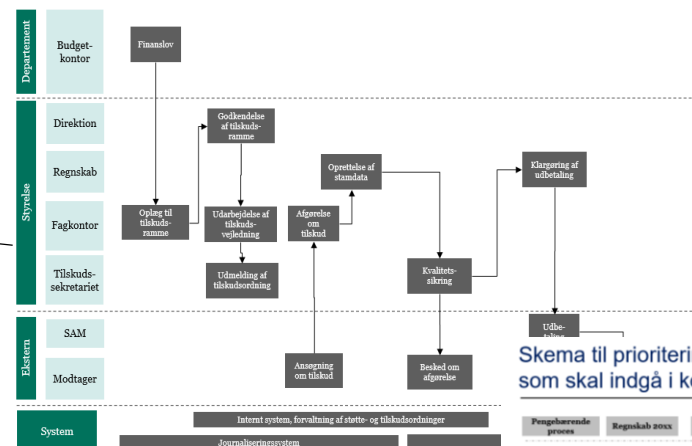 Departement
Budget-
kontor
Finanslov
Styrelse
Direktion
Godkendelse
af tilskuds-
ramme
Regnskab
Oprettelse af
stamdata
Klargøring af
udbetaling
Fagkontor
Oplæg til
tilskuds-
ramme
Udarbejdelse af
tilskuds-
vejledning
Afgørelse
om
tilskud
Tilskuds-
sekretariet
Udmelding af
tilskudsordning
Kvalitets-
sikring
Ekstern
SAM
Udbe-
taling
Modtager
Ansøgning
om tilskud
Besked om
afgørelse
Skema til prioriteri
som skal indgå i k
System
Internt system, forvaltning af støtte- og tilskudsordninger
Journaliseringssystem
Pengebærende
proces
Regnskab 20xx